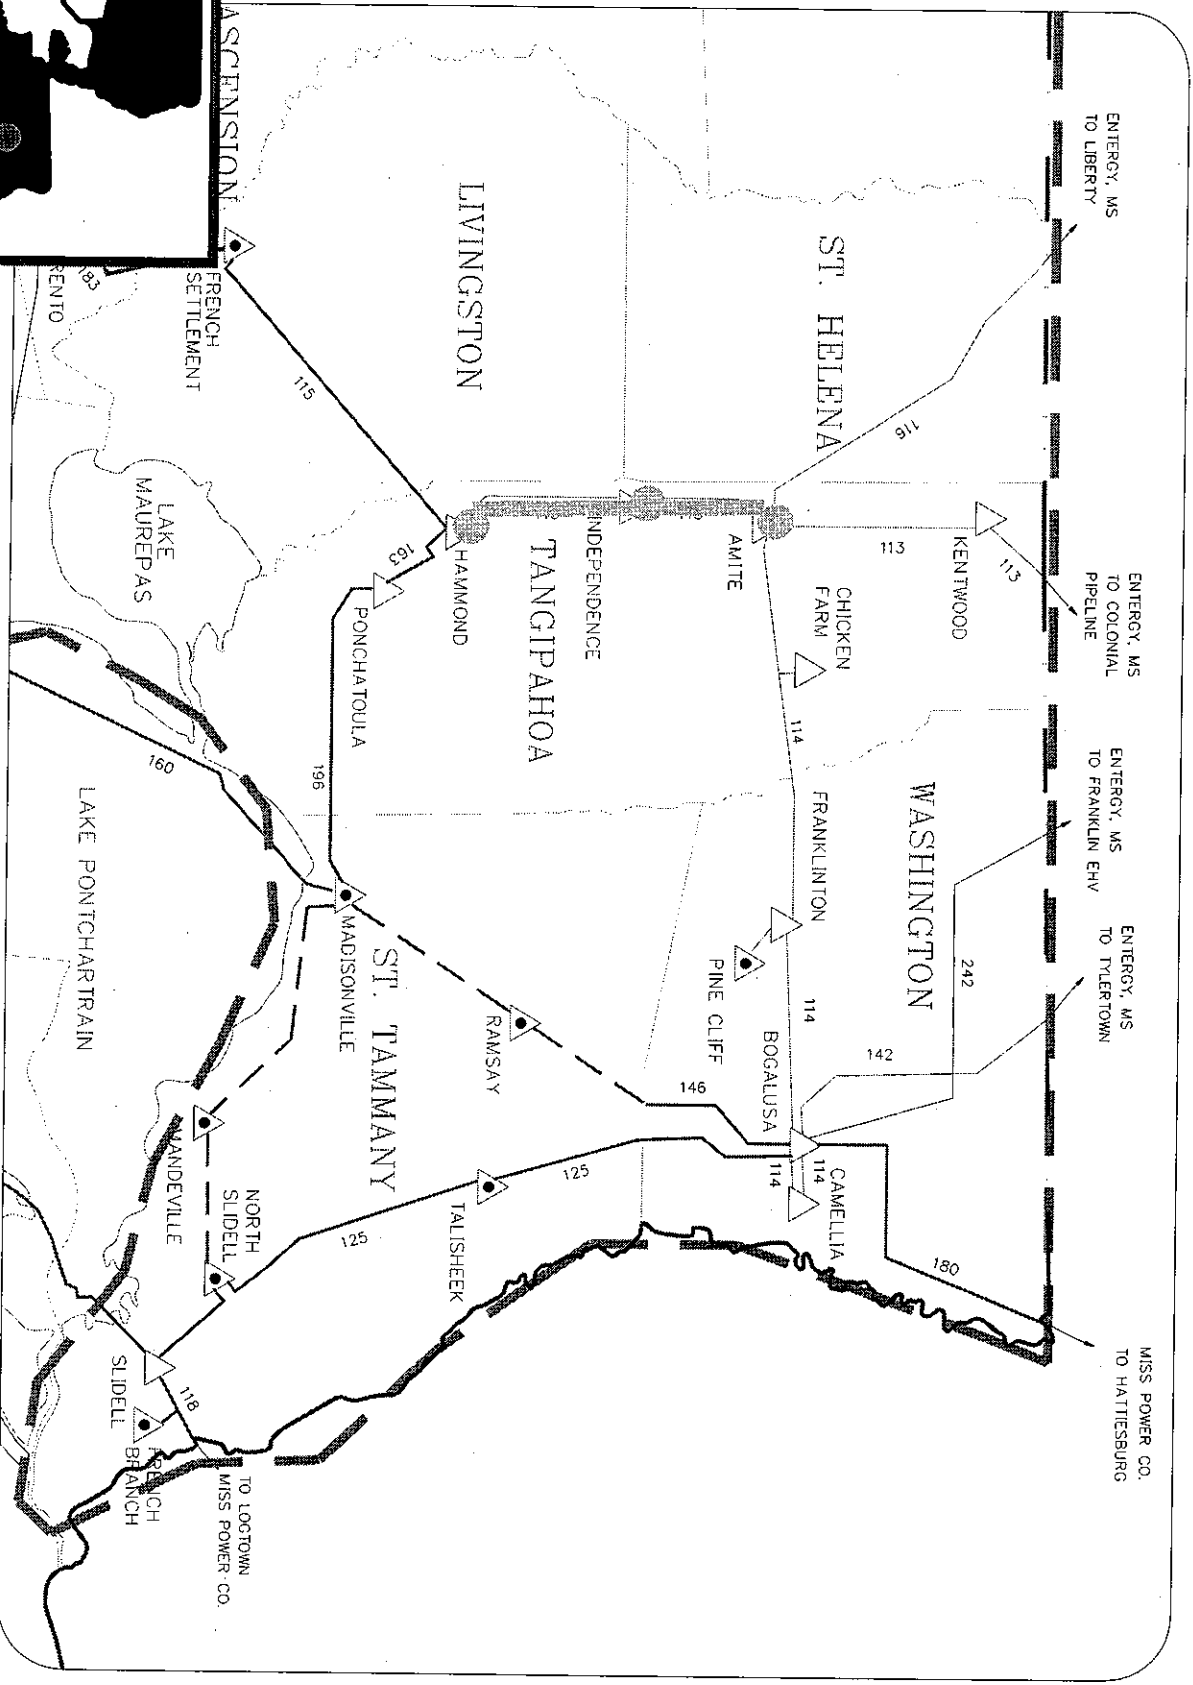 ENTERGY, MS
TO LIBERTY
ENTERGY, MS
TO COLONIAL
PIPELINE
ENTERGY, MS
TO FRANKLIN EHV
ENTERGY, MS
TO TYLERTOWN
MISS POWER CO.
TO HATTIESBURG
ST. HELENA
116
KENTWOOD
113
113
WASHINGTON
242
142
180
AMITE
CHICKEN
FARM
114
FRANKLINTON
PINE CLIFF
114
BOGALUSA
114
114
CAMELLIA
146
LIVINGSTON
INDEPENDENCE
TANGIPAHOA
HAMMOND
163
PONCHATOULA
196
115
ASCENSION
FRENCH
SETTLEMENT
183
RENTO
LAKE
MAUREPAS
160
MADISONVILLE
ST. TAMMANY
RAMSAY
125
TALISHEEK
125
LAKE PONTCHARTRAIN
MANDEVILLE
NORTH
SLIDELL
SLIDELL
118
FRENCH
BRANCH
TO LOGTOWN
MISS POWER CO.